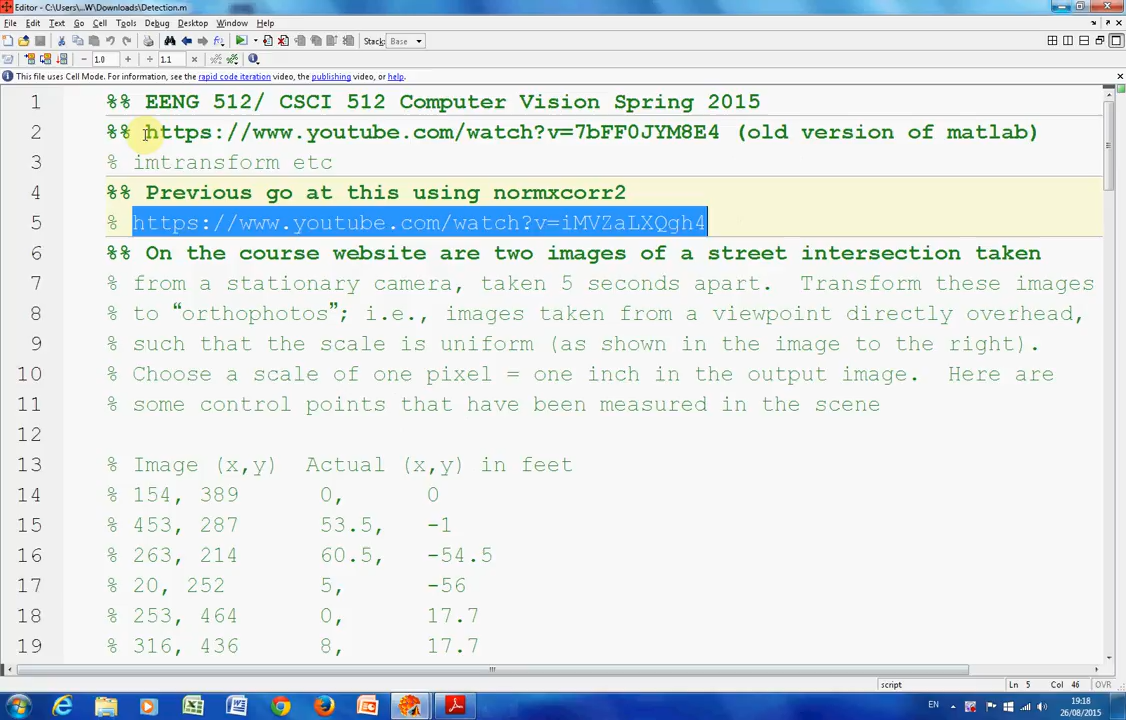 Editor - C:\Users\...W\Downloads\Detection.m
File Edit Text Go Cell Tools Debug Desktop Window Help
Stack: Base
1.0 1.1
This file uses Cell Mode. For information, see the rapid code iteration video, the publishing video, or help.
1 %% EENG 512/ CSCI 512 Computer Vision Spring 2015
2 %% https://www.youtube.com/watch?v=7bFF0JYM8E4 (old version of matlab)
3 % imtransform etc
4 %% Previous go at this using normxcorr2
5 % https://www.youtube.com/watch?v=iMVZaLXQgh4
6 %% On the course website are two images of a street intersection taken
7 % from a stationary camera, taken 5 seconds apart. Transform these images
8 % to “orthophotos”; i.e., images taken from a viewpoint directly overhead,
9 % such that the scale is uniform (as shown in the image to the right).
10 % Choose a scale of one pixel = one inch in the output image. Here are
11 % some control points that have been measured in the scene
12
13 % Image (x,y) Actual (x,y) in feet
14 % 154, 389 0, 0
15 % 453, 287 53.5, -1
16 % 263, 214 60.5, -54.5
17 % 20, 252 5, -56
18 % 253, 464 0, 17.7
19 % 316, 436 8, 17.7
script Ln 5 Col 46 OVR
EN 19:18
26/08/2015